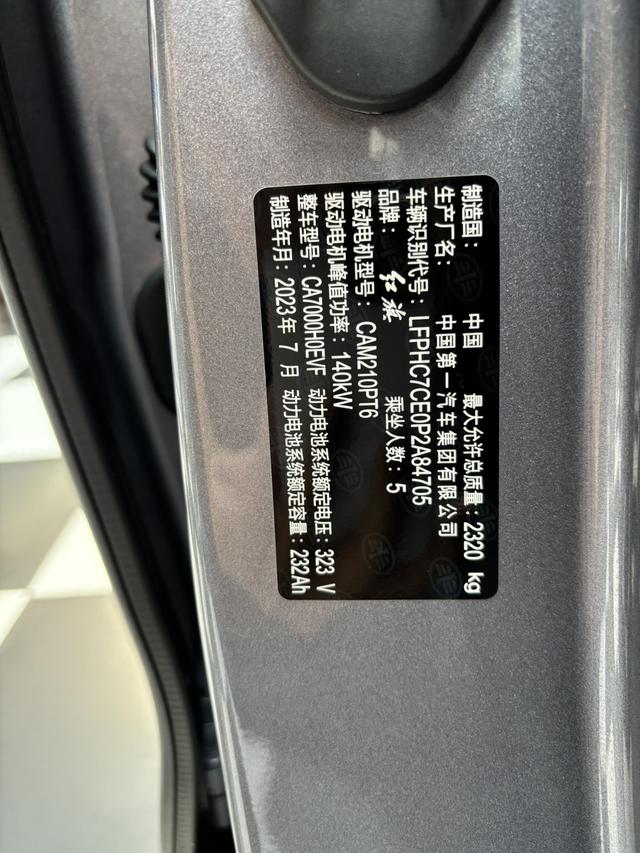 制造国：中国 最大允许总质量：2320 kg
生产厂名：中国第一汽车集团有限公司
车辆识别代号：LFPHC7CE0P2A84705
品牌：红旗 乘坐人数：5
驱动电机型号：CAM210PT6
驱动电机峰值功率：140kW
整车型号：CA7000H0EVF 动力电池系统额定电压：323 V
制造年月：2023年 7 月 动力电池系统额定容量：232Ah